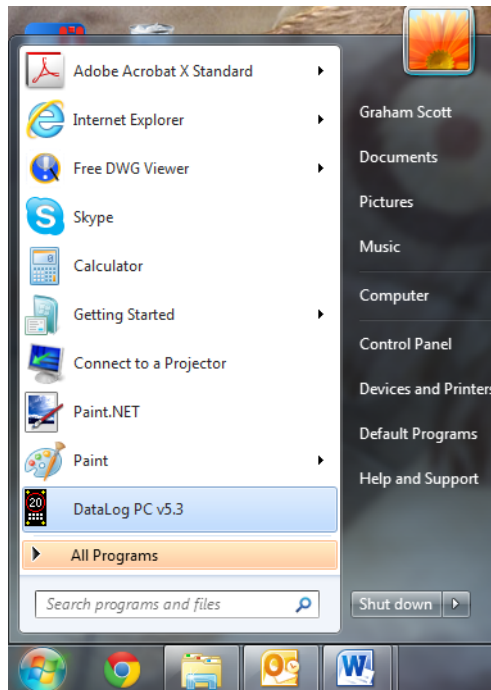 Adobe Acrobat X Standard
Internet Explorer
Free DWG Viewer
Skype
Calculator
Getting Started
Connect to a Projector
Paint.NET
Paint
DataLog PC v5.3
All Programs
Search programs and files
Graham Scott
Documents
Pictures
Music
Computer
Control Panel
Devices and Printers
Default Programs
Help and Support
Shut down